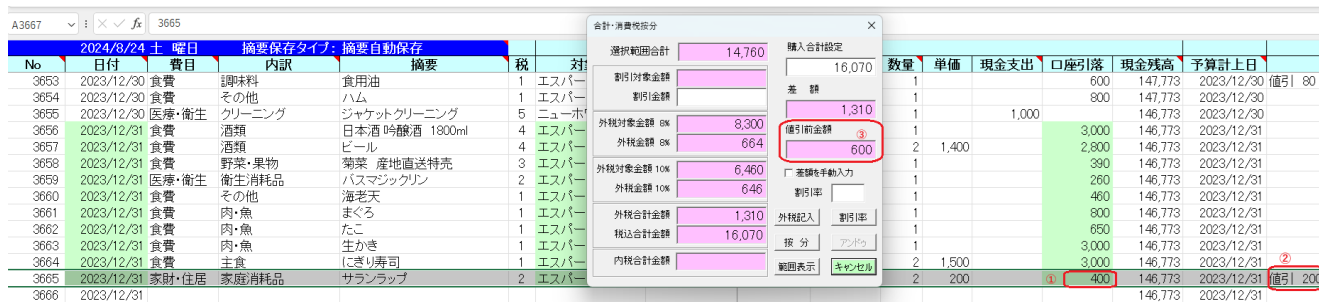 A3667 fx 3665
2024/8/24 土 曜日 摘要保存タイプ: 摘要自動保存
No 日付 費目 内訳 摘要 税 対 数量 単価 現金支出 口座引落 現金残高 予算計上日
3653 2023/12/30 食費 調味料 食用油 1 エスパー 1 600 147,773 2023/12/30 値引 80
3654 2023/12/30 食費 その他 ハム 1 エスパー 1 800 147,773 2023/12/30
3655 2023/12/30 医療・衛生 クリーニング ジャケットクリーニング 5 ニューホワ 1 1,000 146,773 2023/12/30
3656 2023/12/31 食費 酒類 日本酒 吟醸酒 1800ml 4 エスパー 1 3,000 146,773 2023/12/31
3657 2023/12/31 食費 酒類 ビール 4 エスパー 2 1,400 2,800 146,773 2023/12/31
3658 2023/12/31 食費 野菜・果物 菊菜 産地直送特売 3 エスパー 1 390 146,773 2023/12/31
3659 2023/12/31 医療・衛生 衛生消耗品 バスマジックリン 2 エスパー 1 260 146,773 2023/12/31
3660 2023/12/31 食費 その他 海老天 1 エスパー 1 460 146,773 2023/12/31
3661 2023/12/31 食費 肉・魚 まぐろ 1 エスパー 1 800 146,773 2023/12/31
3662 2023/12/31 食費 肉・魚 たこ 1 エスパー 1 650 146,773 2023/12/31
3663 2023/12/31 食費 肉・魚 生かき 1 エスパー 1 3,000 146,773 2023/12/31
3664 2023/12/31 食費 主食 にぎり寿司 1 エスパー 2 1,500 3,000 146,773 2023/12/31 ②
3665 2023/12/31 家財・住居 家庭消耗品 サランラップ 2 エスパー 2 200 ① 400 146,773 2023/12/31 値引 200
3666 2023/12/31 146,773 2023/12/31
合計・消費税按分
選択範囲合計 14,760
割引対象金額
割引金額
外税対象金額 8% 8,300
外税金額 8% 664
外税対象金額 10% 6,460
外税金額 10% 646
外税合計金額 1,310
税込合計金額 16,070
内税合計金額
購入合計設定
16,070
差 額
1,310
値引前金額 ③
600
差額を手動入力
割引率
外税記入 割引率
按 分 アンドゥ
範囲表示 キャンセル